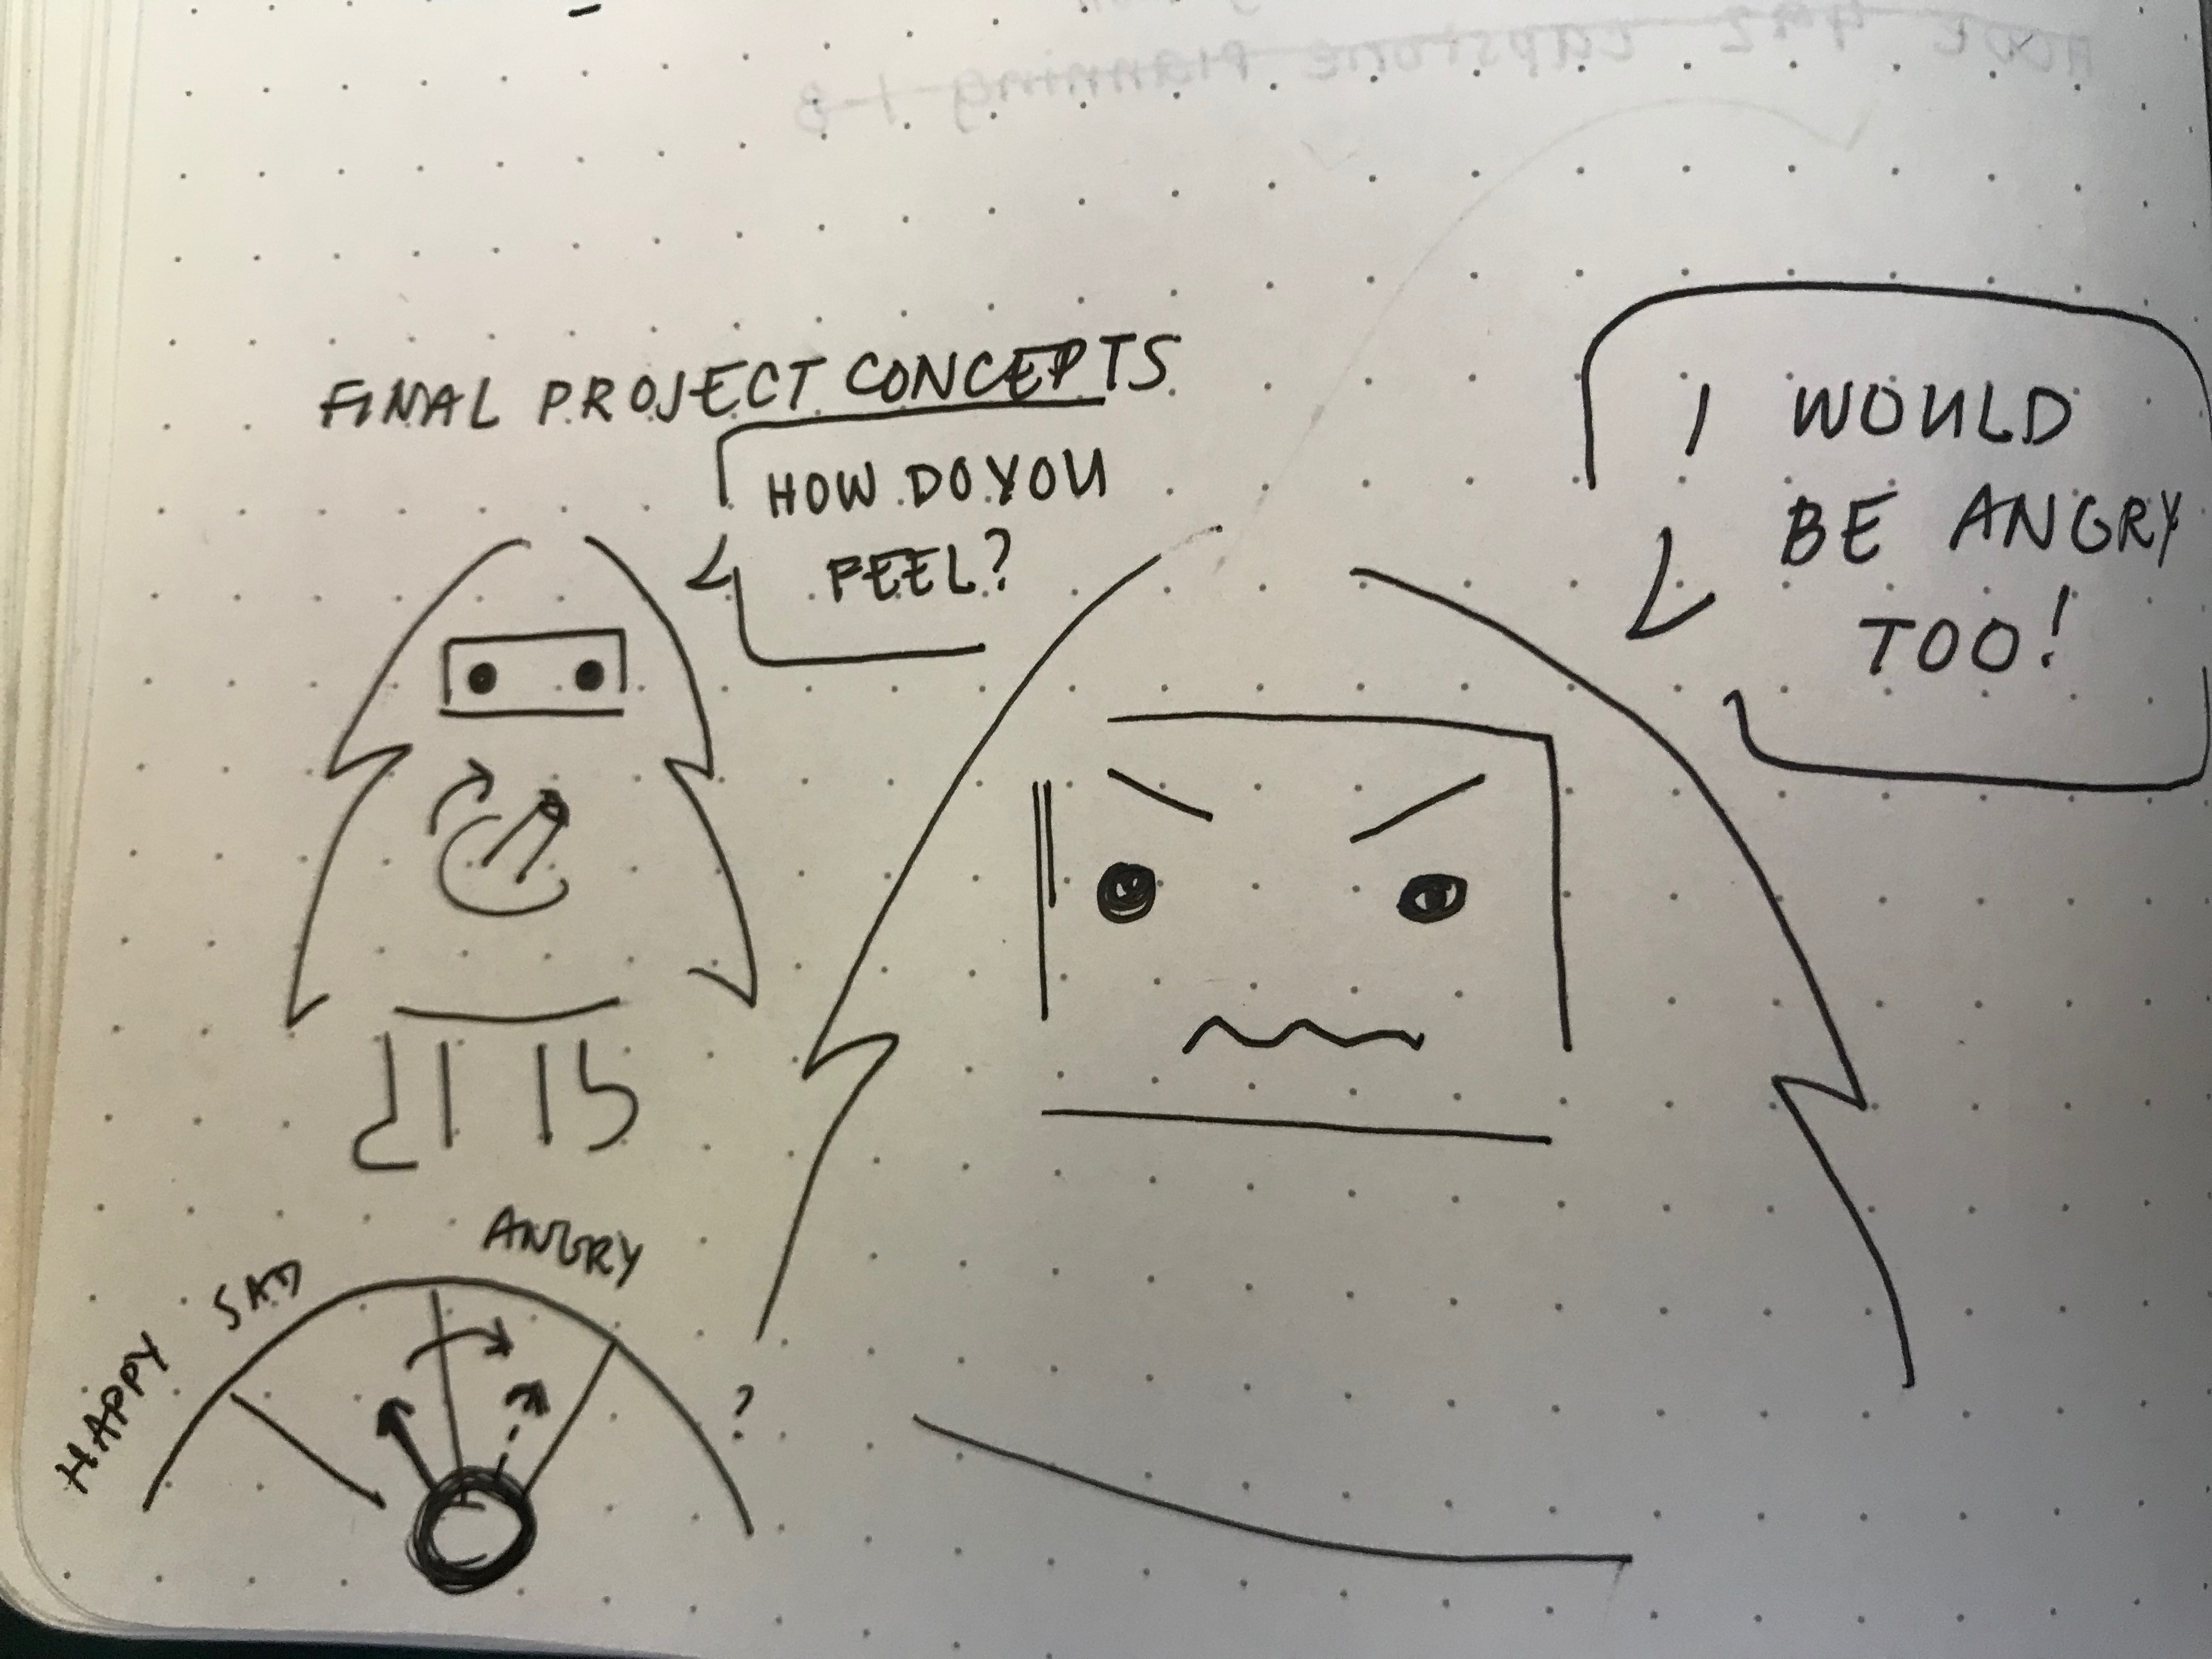 FINAL PROJECT CONCEPTS
HOW DO YOU
FEEL?
I WOULD
BE ANGRY
TOO!
HAPPY
SAD
ANGRY
?